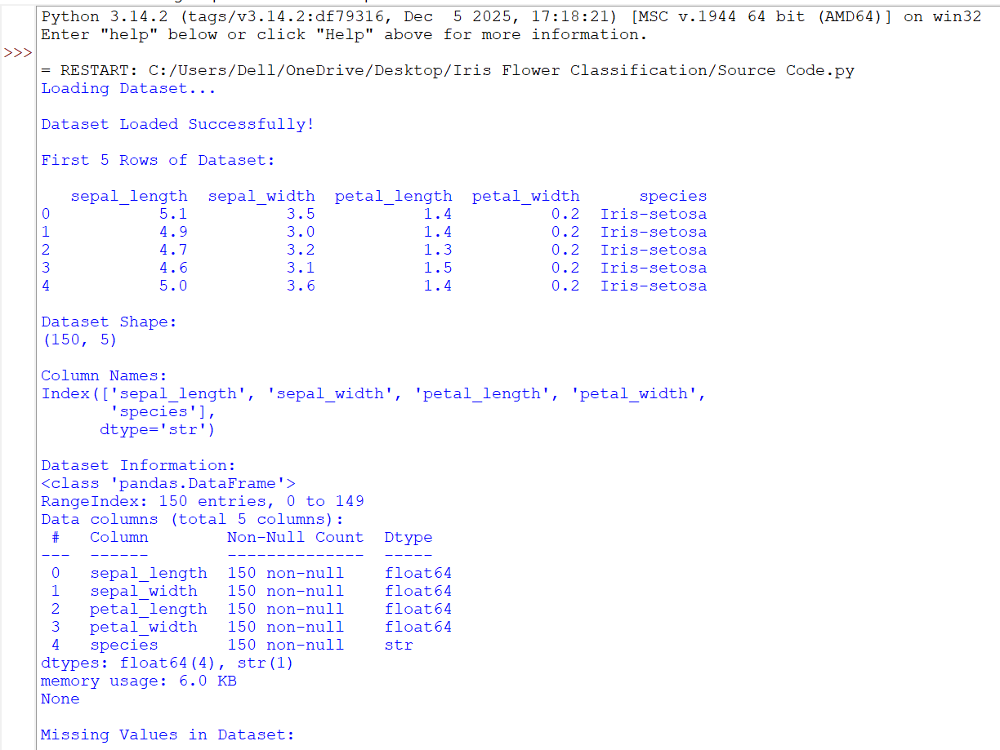 Python 3.14.2 (tags/v3.14.2:df79316, Dec  5 2025, 17:18:21) [MSC v.1944 64 bit (AMD64)] on win32
Enter "help" below or click "Help" above for more information.
>>>
= RESTART: C:/Users/Dell/OneDrive/Desktop/Iris Flower Classification/Source Code.py
Loading Dataset...

Dataset Loaded Successfully!

First 5 Rows of Dataset:

   sepal_length  sepal_width  petal_length  petal_width      species
0           5.1          3.5           1.4          0.2  Iris-setosa
1           4.9          3.0           1.4          0.2  Iris-setosa
2           4.7          3.2           1.3          0.2  Iris-setosa
3           4.6          3.1           1.5          0.2  Iris-setosa
4           5.0          3.6           1.4          0.2  Iris-setosa

Dataset Shape:
(150, 5)

Column Names:
Index(['sepal_length', 'sepal_width', 'petal_length', 'petal_width',
       'species'],
      dtype='str')

Dataset Information:
<class 'pandas.DataFrame'>
RangeIndex: 150 entries, 0 to 149
Data columns (total 5 columns):
 #   Column        Non-Null Count  Dtype
---  ------        --------------  -----
 0   sepal_length  150 non-null    float64
 1   sepal_width   150 non-null    float64
 2   petal_length  150 non-null    float64
 3   petal_width   150 non-null    float64
 4   species       150 non-null    str
dtypes: float64(4), str(1)
memory usage: 6.0 KB
None

Missing Values in Dataset: